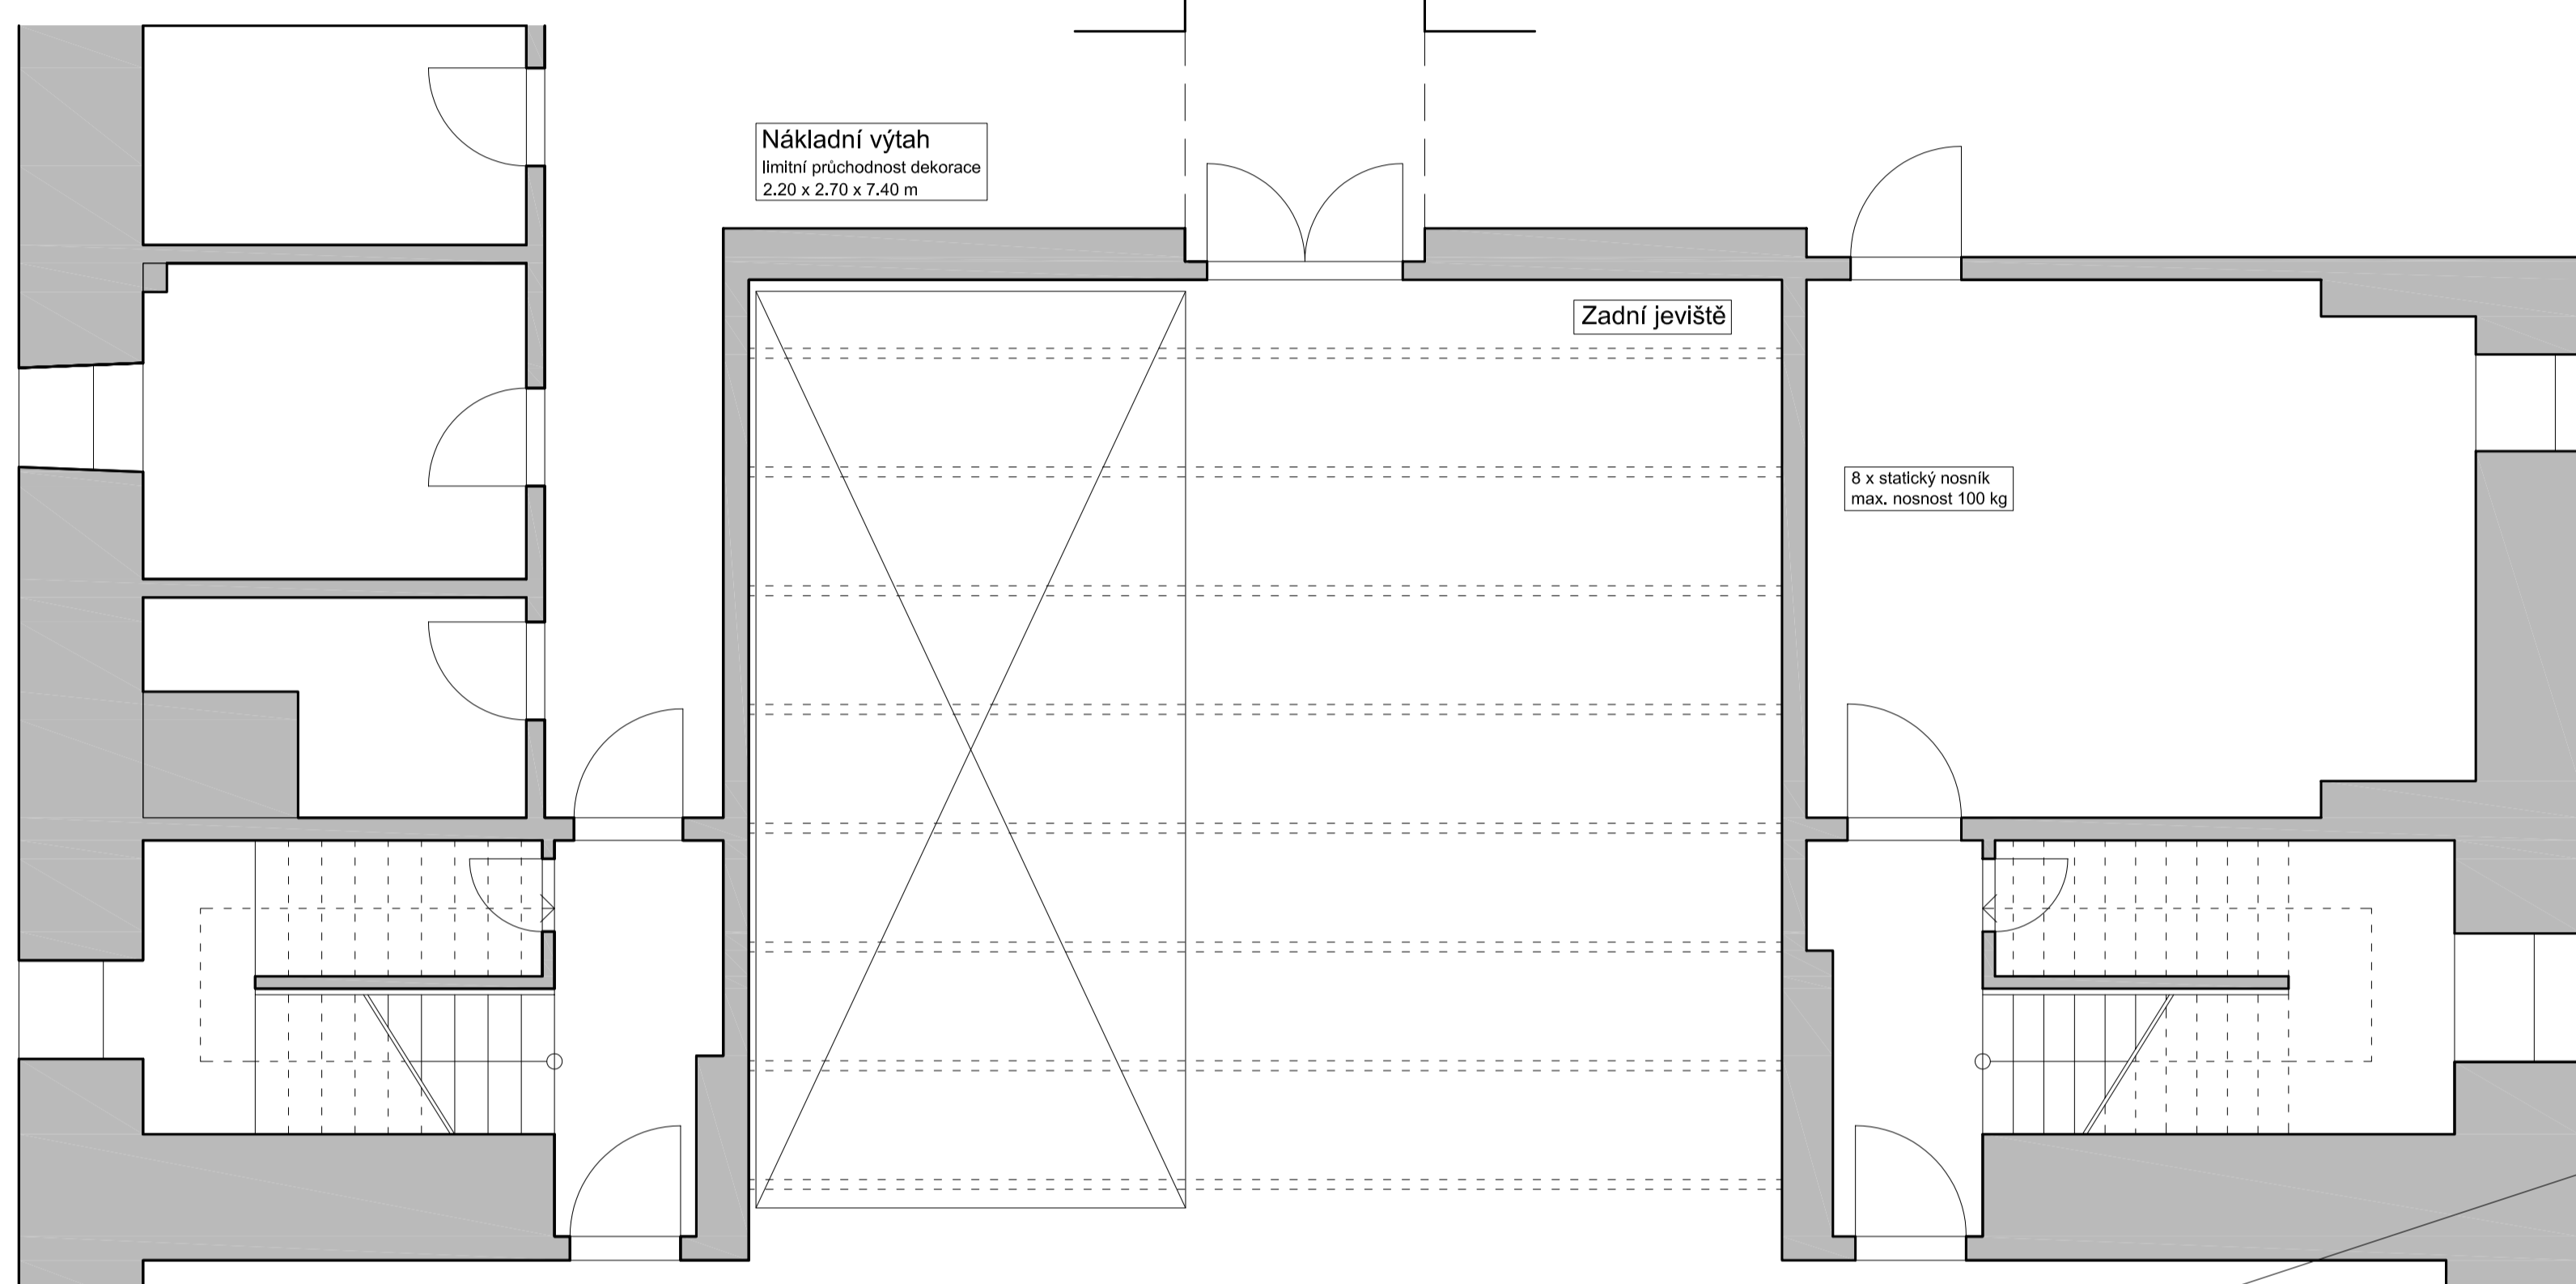 Nákladní výtah
limitní průchodnost dekorace
2.20 x 2.70 x 7.40 m
Zadní jeviště
8 x statický nosník
max. nosnost 100 kg